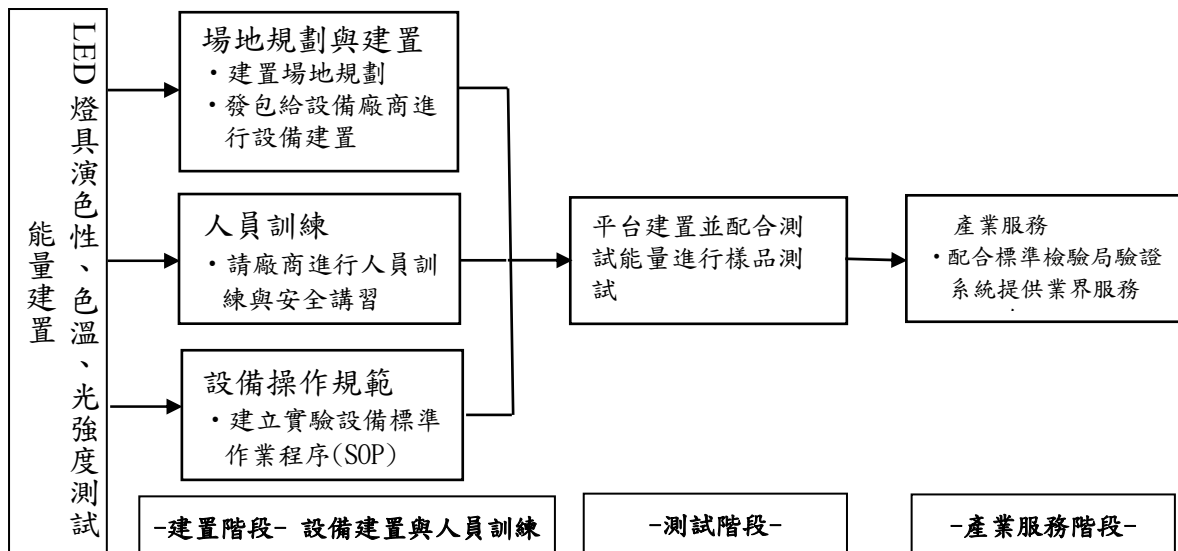 LED 燈具演色性、色溫、光強度測試
能量建置
場地規劃與建置
・建置場地規劃
・發包給設備廠商進
行設備建置
人員訓練
・請廠商進行人員訓
練與安全講習
設備操作規範
・建立實驗設備標準
作業程序(SOP)
平台建置並配合測
試能量進行樣品測
試
產業服務
・配合標準檢驗局驗証
系統提供業界服務
-建置階段- 設備建置與人員訓練
-測試階段-
-產業服務階段-